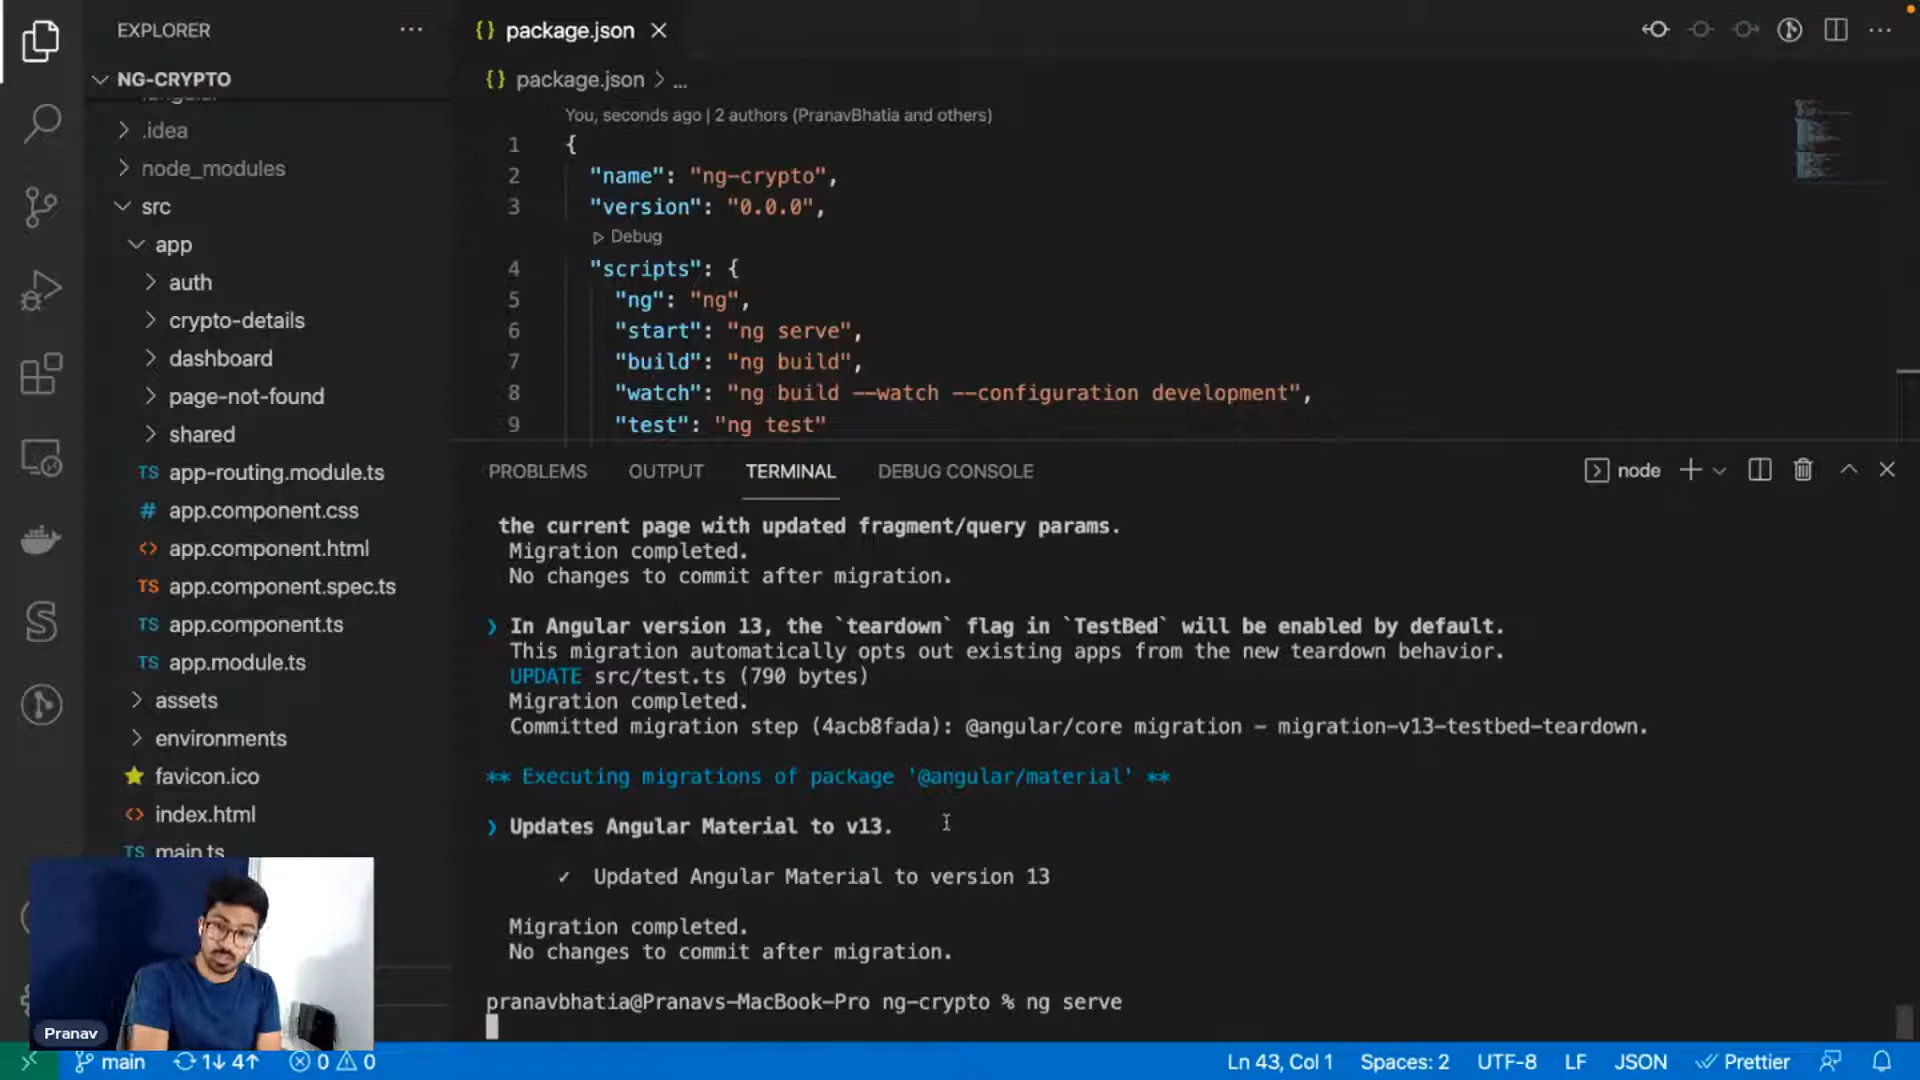 EXPLORER
NG-CRYPTO
.idea
node_modules
src
app
auth
crypto-details
dashboard
page-not-found
shared
TS app-routing.module.ts
# app.component.css
<> app.component.html
TS app.component.spec.ts
TS app.component.ts
TS app.module.ts
assets
environments
favicon.ico
<> index.html
TS main.ts
Pranav
{} package.json
{} package.json > ...
You, seconds ago | 2 authors (PranavBhatia and others)
1 {
2 "name": "ng-crypto",
3 "version": "0.0.0",
Debug
4 "scripts": {
5 "ng": "ng",
6 "start": "ng serve",
7 "build": "ng build",
8 "watch": "ng build --watch --configuration development",
9 "test": "ng test"
PROBLEMS OUTPUT TERMINAL DEBUG CONSOLE
node
the current page with updated fragment/query params.
Migration completed.
No changes to commit after migration.
❯ In Angular version 13, the `teardown` flag in `TestBed` will be enabled by default.
This migration automatically opts out existing apps from the new teardown behavior.
UPDATE src/test.ts (790 bytes)
Migration completed.
Committed migration step (4acb8fada): @angular/core migration - migration-v13-testbed-teardown.
** Executing migrations of package '@angular/material' **
❯ Updates Angular Material to v13.
✓ Updated Angular Material to version 13
Migration completed.
No changes to commit after migration.
pranavbhatia@Pranavs-MacBook-Pro ng-crypto % ng serve
main 1↓ 4↑ 0 0
Ln 43, Col 1 Spaces: 2 UTF-8 LF JSON Prettier